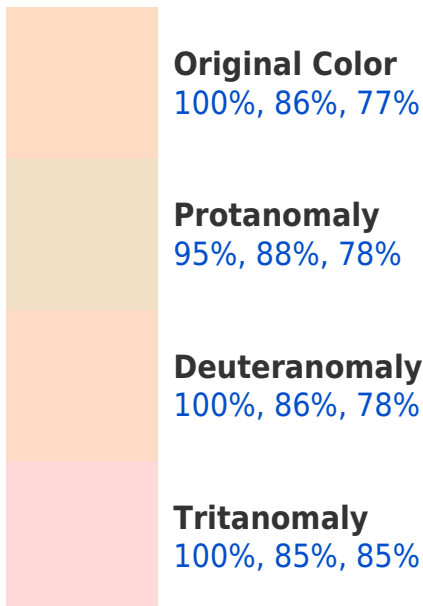 Original Color
100%, 86%, 77%
Protanomaly
95%, 88%, 78%
Deuteranomaly
100%, 86%, 78%
Tritanomaly
100%, 85%, 85%